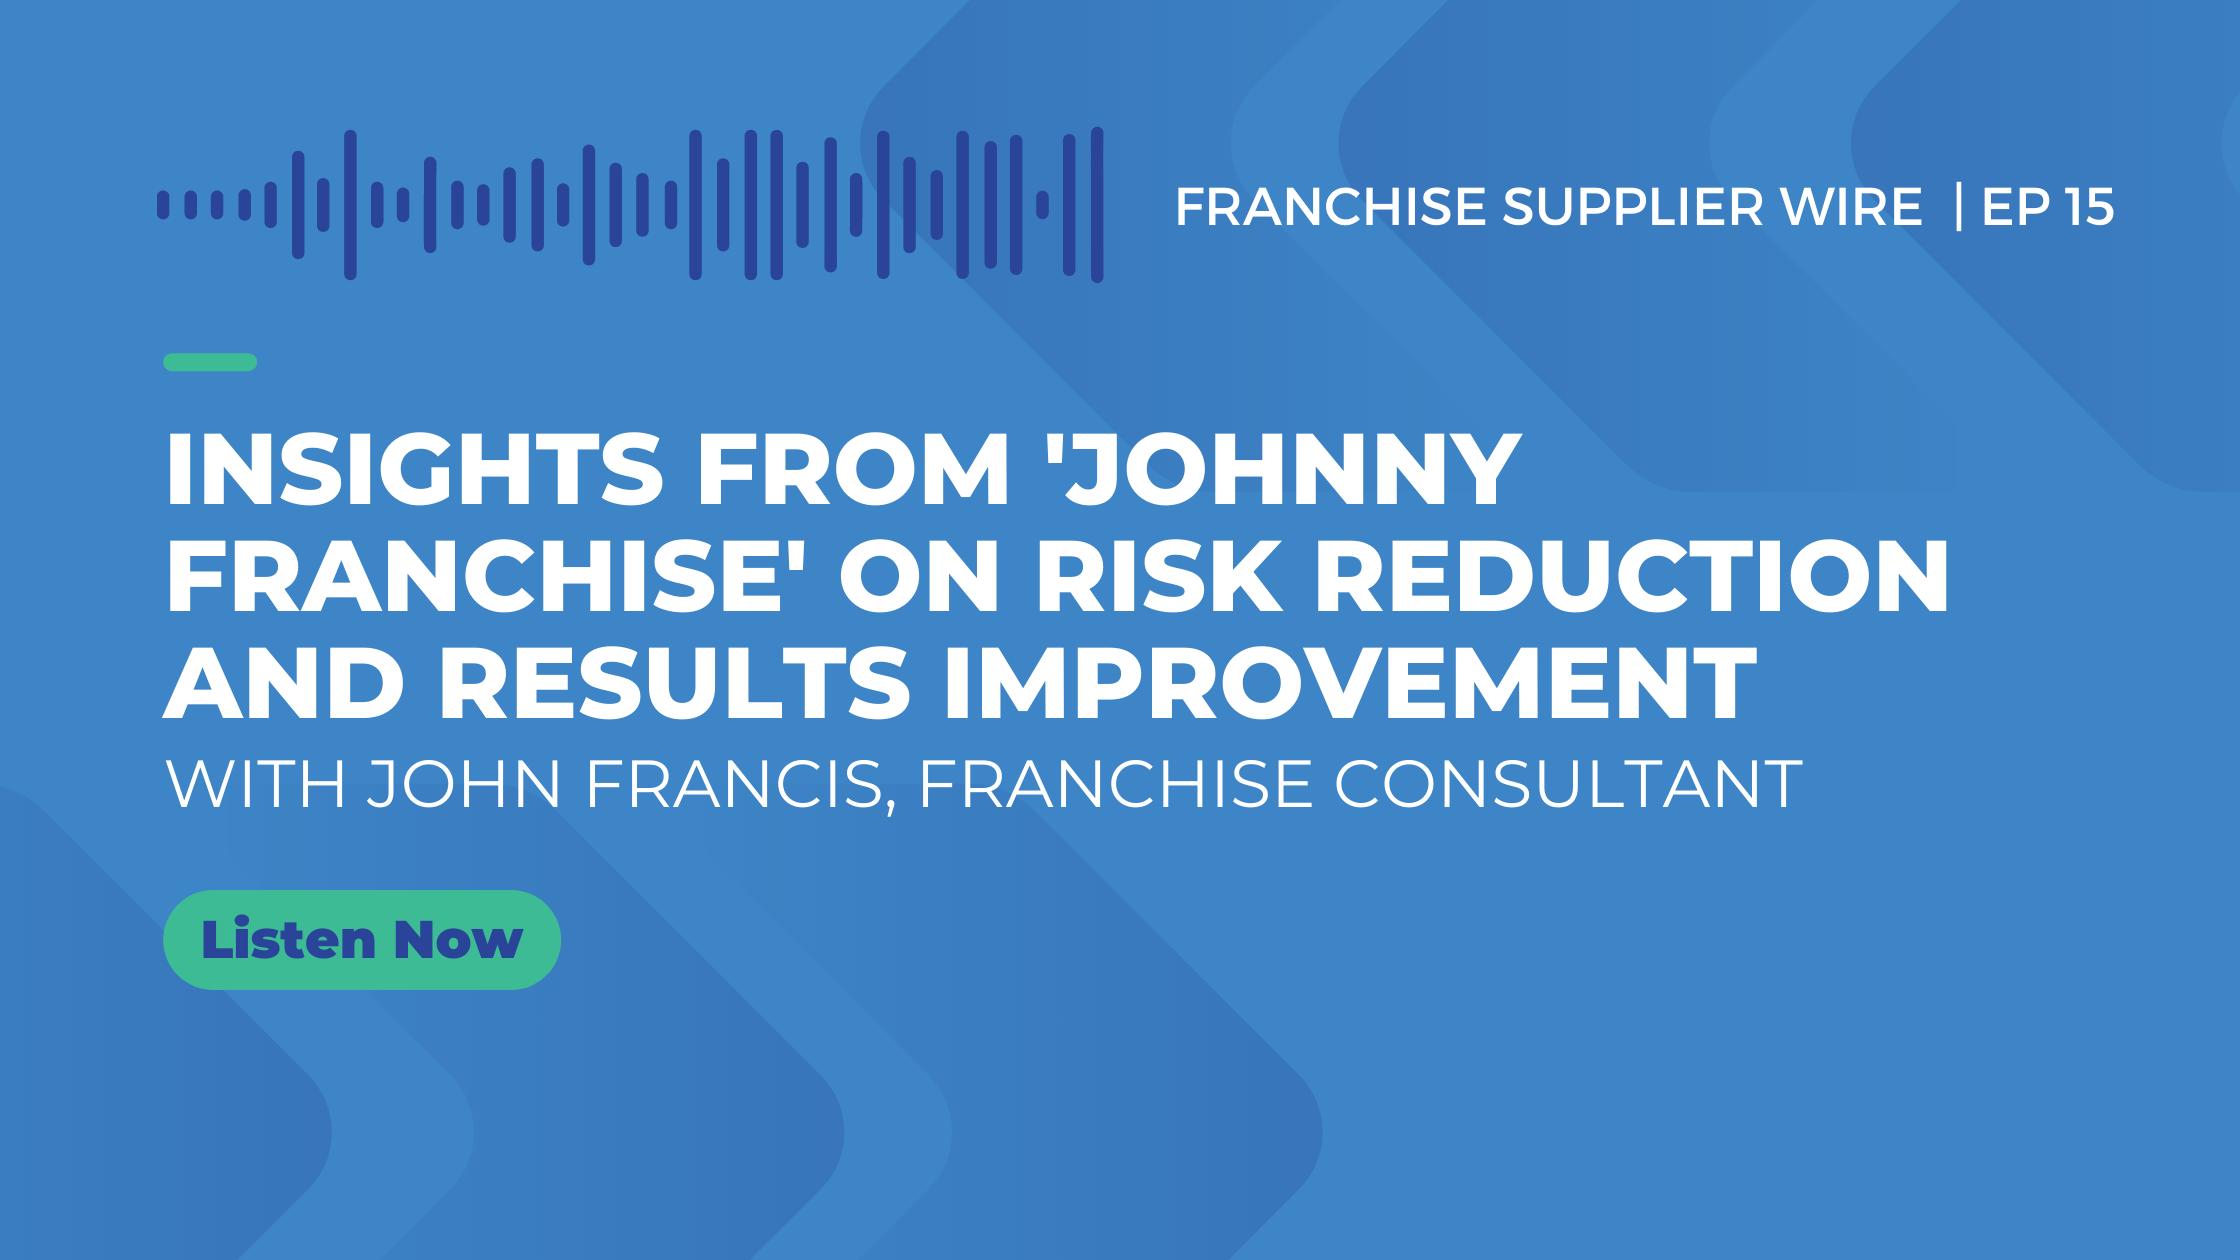 FRANCHISE SUPPLIER WIRE | EP 15
INSIGHTS FROM 'JOHNNY
FRANCHISE' ON RISK REDUCTION
AND RESULTS IMPROVEMENT
WITH JOHN FRANCIS, FRANCHISE CONSULTANT
Listen Now